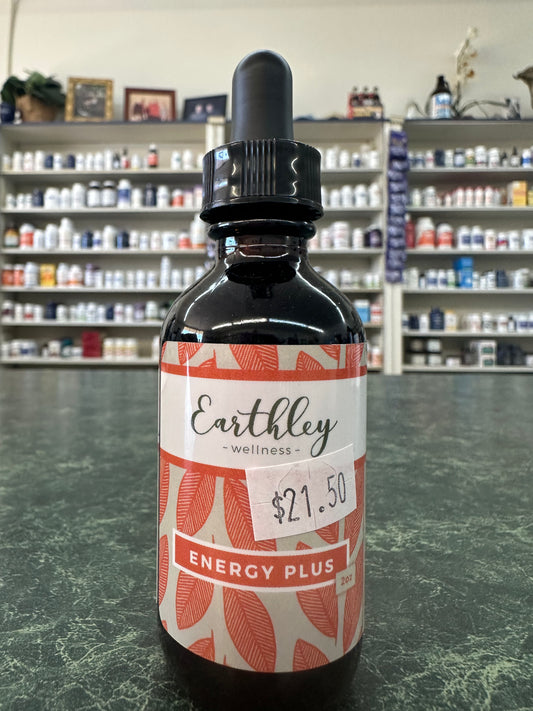 Earthley
- wellness -
$21.50
ENERGY PLUS
2oz